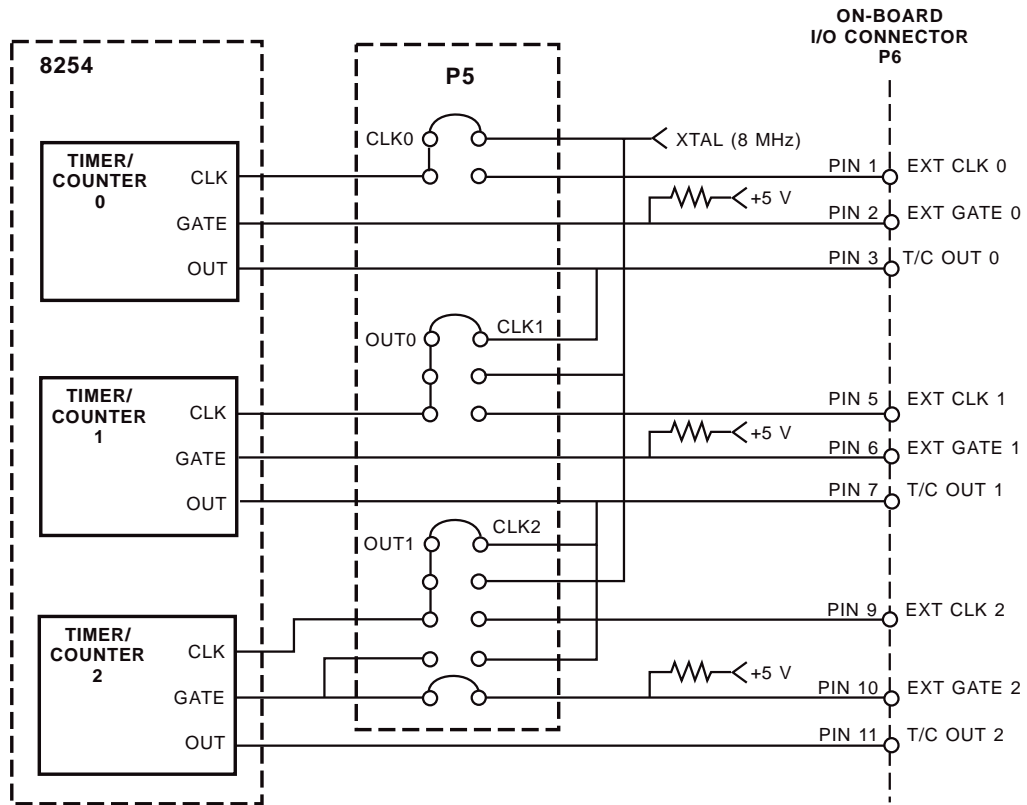 ON-BOARD
I/O CONNECTOR
P6
8254
P5
CLK0
XTAL (8 MHz)
TIMER/
COUNTER
0
CLK
GATE
OUT
PIN 1 EXT CLK 0
+5 V
PIN 2 EXT GATE 0
PIN 3 T/C OUT 0
OUT0 CLK1
TIMER/
COUNTER
1
CLK
GATE
OUT
PIN 5 EXT CLK 1
+5 V
PIN 6 EXT GATE 1
PIN 7 T/C OUT 1
OUT1 CLK2
TIMER/
COUNTER
2
CLK
GATE
OUT
PIN 9 EXT CLK 2
+5 V
PIN 10 EXT GATE 2
PIN 11 T/C OUT 2